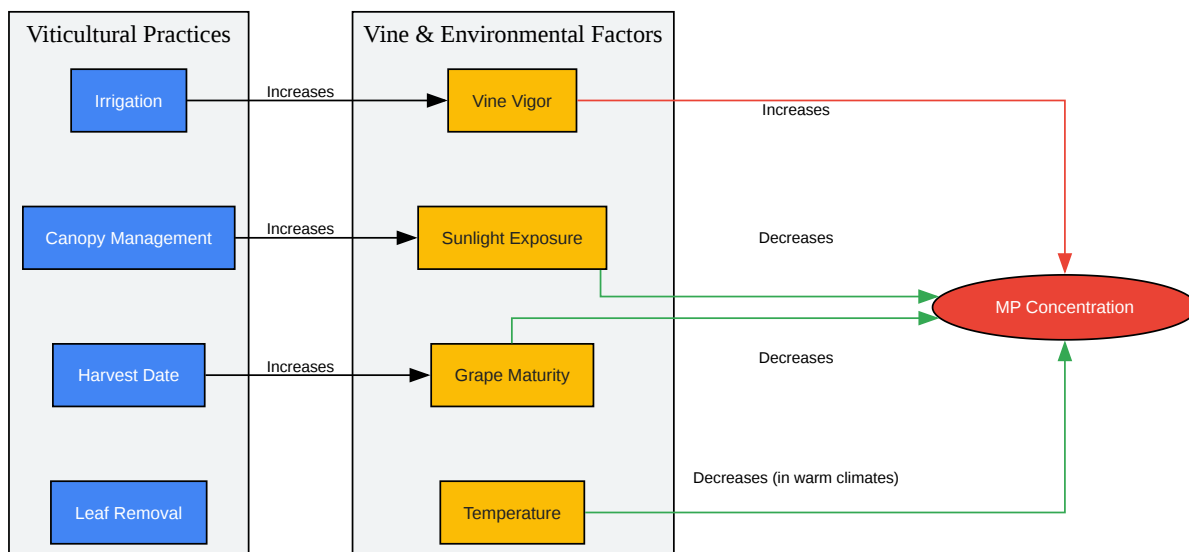 Viticultural Practices
Vine & Environmental Factors
Irrigation
Increases
Vine Vigor
Increases
Canopy Management
Increases
Sunlight Exposure
Decreases
MP Concentration
Harvest Date
Increases
Grape Maturity
Decreases
Leaf Removal
Temperature
Decreases (in warm climates)